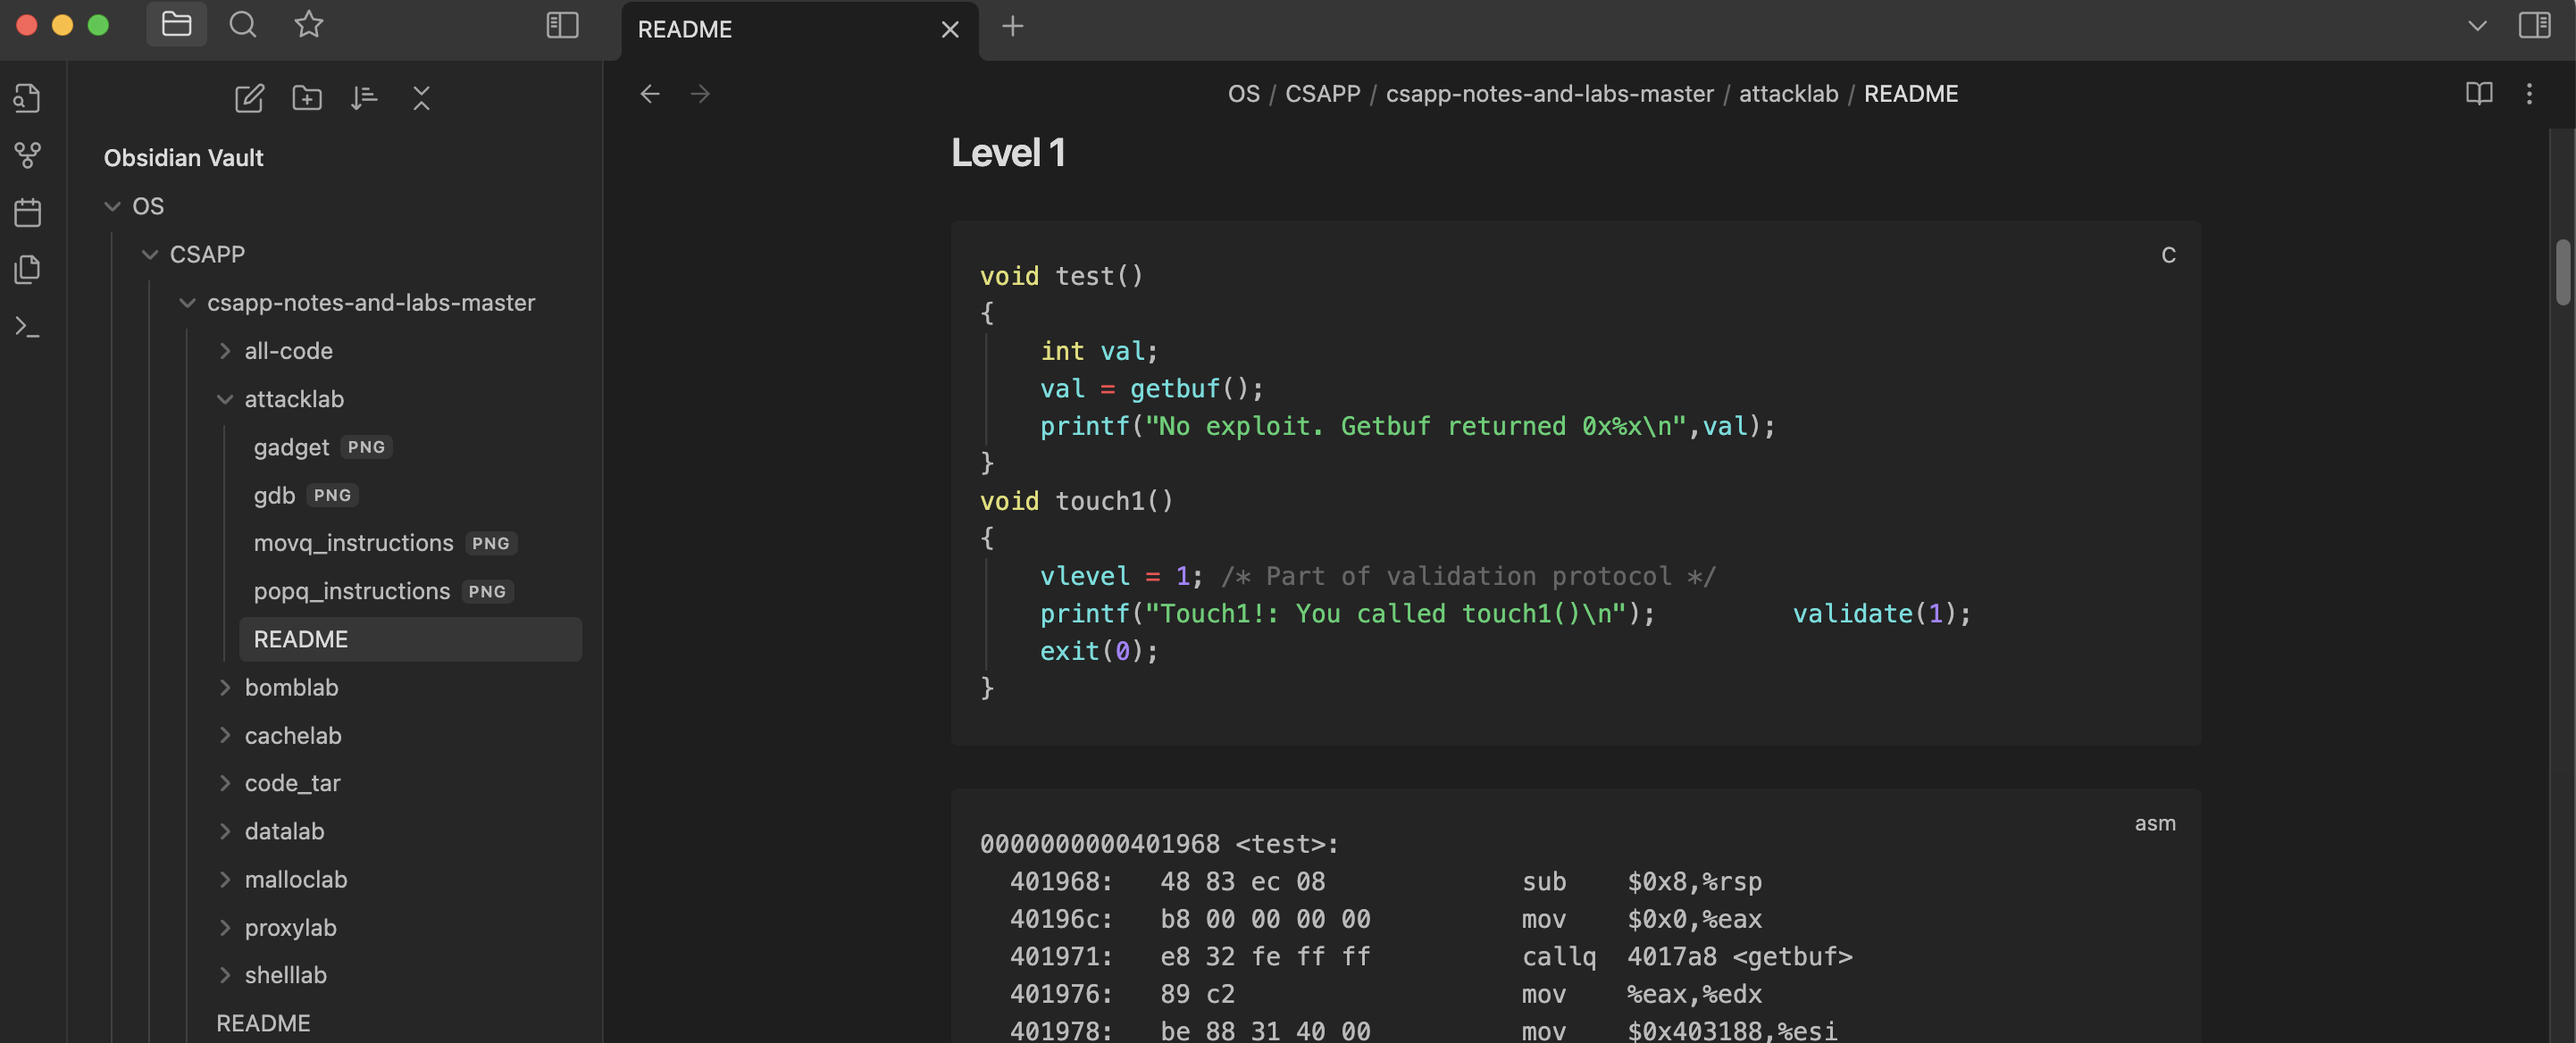 README
OS / CSAPP / csapp-notes-and-labs-master / attacklab / README
Obsidian Vault
OS
CSAPP
csapp-notes-and-labs-master
all-code
attacklab
gadget PNG
gdb PNG
movq_instructions PNG
popq_instructions PNG
README
bomblab
cachelab
code_tar
datalab
malloclab
proxylab
shelllab
README
Level 1
C
void test()
{
    int val;
    val = getbuf();
    printf("No exploit. Getbuf returned 0x%x\n",val);
}
void touch1()
{
    vlevel = 1; /* Part of validation protocol */
    printf("Touch1!: You called touch1()\n");         validate(1);
    exit(0);
}
asm
0000000000401968 <test>:
  401968:   48 83 ec 08             sub    $0x8,%rsp
  40196c:   b8 00 00 00 00          mov    $0x0,%eax
  401971:   e8 32 fe ff ff          callq  4017a8 <getbuf>
  401976:   89 c2                   mov    %eax,%edx
  401978:   be 88 31 40 00          mov    $0x403188,%esi